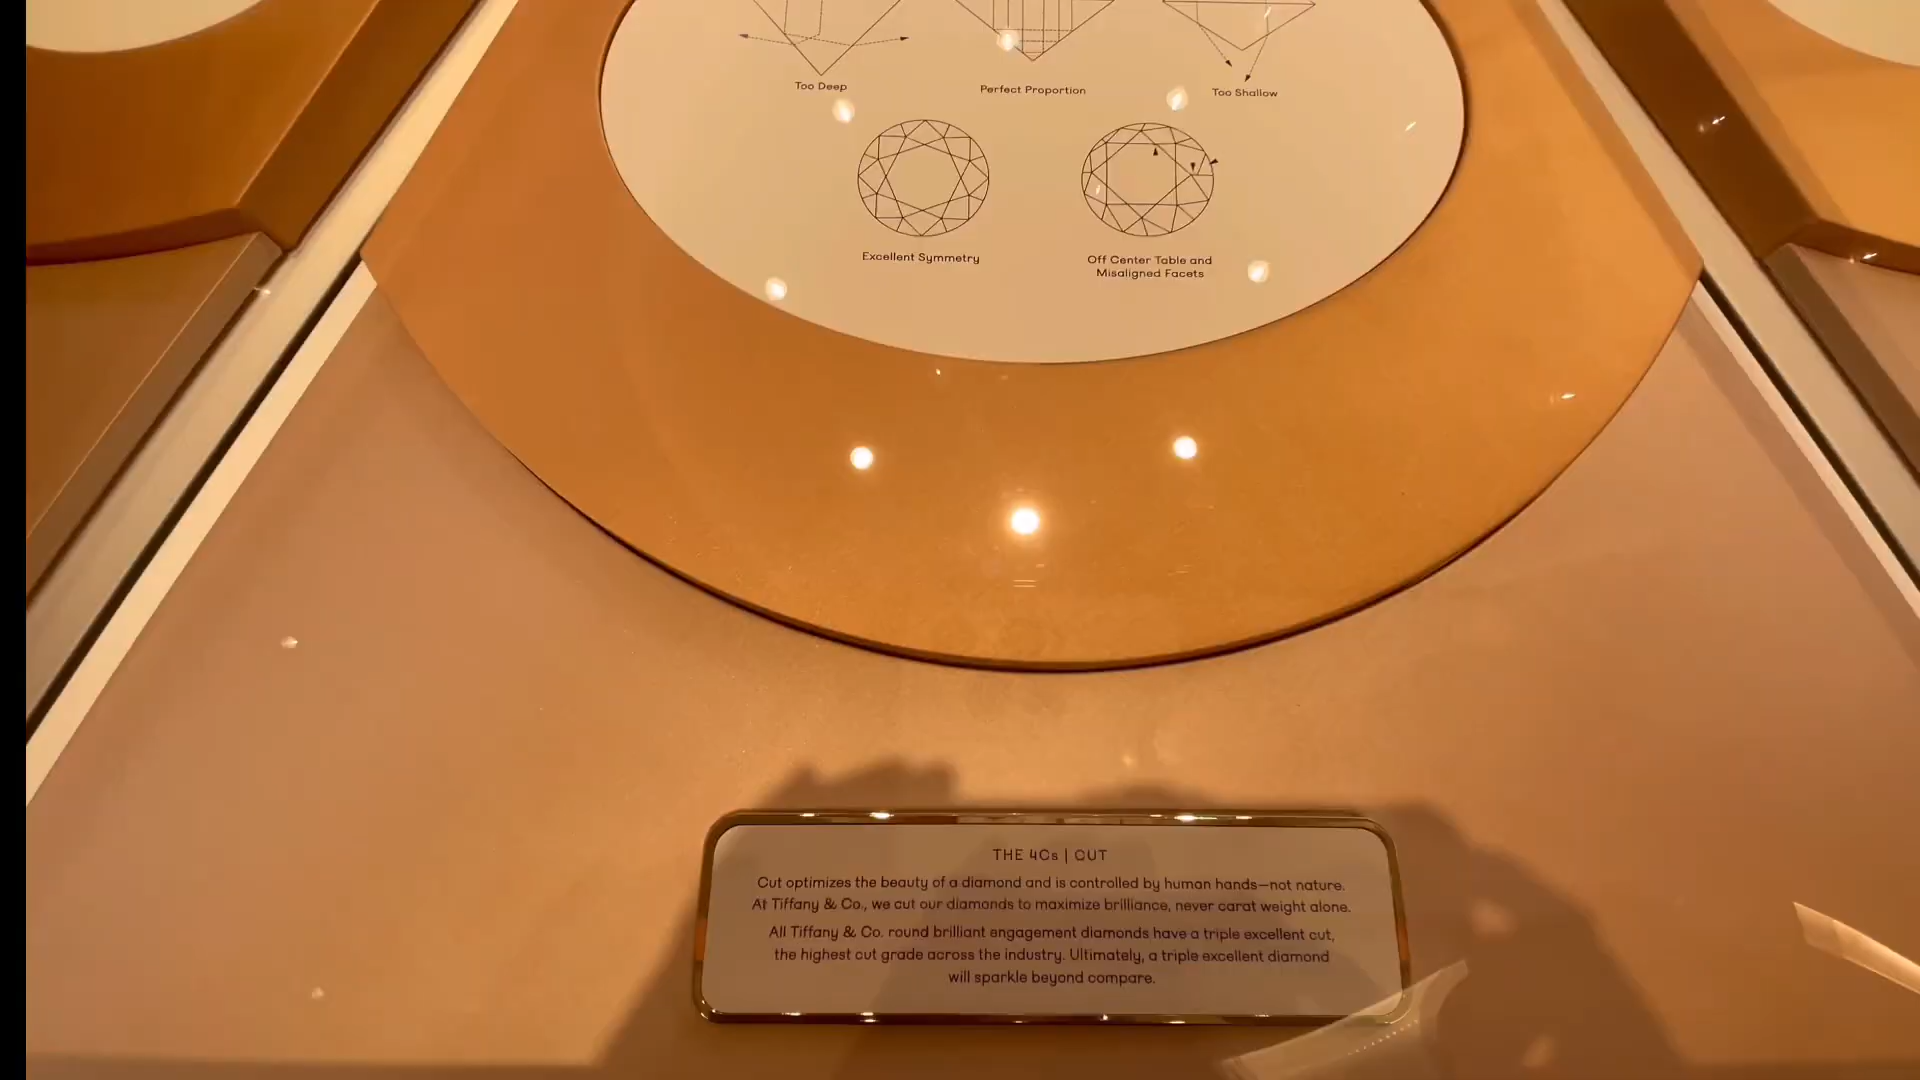 Too Deep
Perfect Proportion
Too Shallow
Excellent Symmetry
Off Center Table and
Misaligned Facets
THE 4Cs | CUT
Cut optimizes the beauty of a diamond and is controlled by human hands—not nature.
At Tiffany & Co., we cut our diamonds to maximize brilliance, never carat weight alone.
All Tiffany & Co. round brilliant engagement diamonds have a triple excellent cut,
the highest cut grade across the industry. Ultimately, a triple excellent diamond
will sparkle beyond compare.